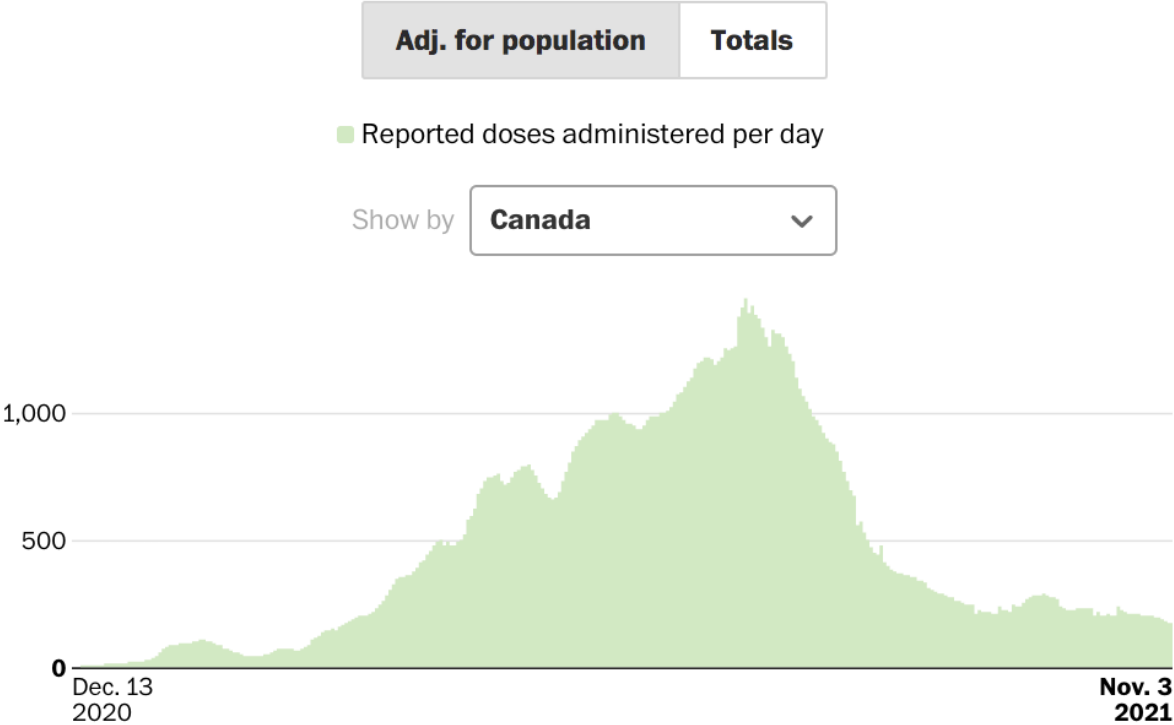 Adj. for population
Totals
Reported doses administered per day
Show by
Canada
1,000
500
0
Dec. 13
2020
Nov. 3
2021